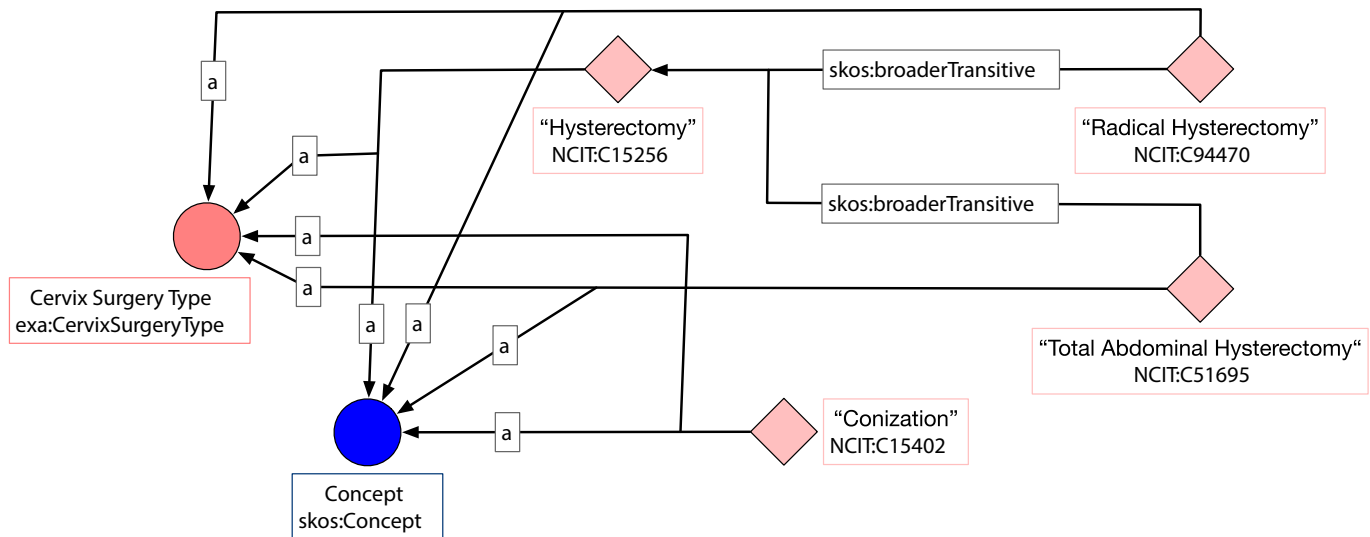 a
skos:broaderTransitive
“Hysterectomy”
NCIT:C15256
“Radical Hysterectomy”
NCIT:C94470
a
skos:broaderTransitive
a
a
Cervix Surgery Type
exa:CervixSurgeryType
a
a
a
“Total Abdominal Hysterectomy“
NCIT:C51695
a
“Conization”
NCIT:C15402
Concept
skos:Concept